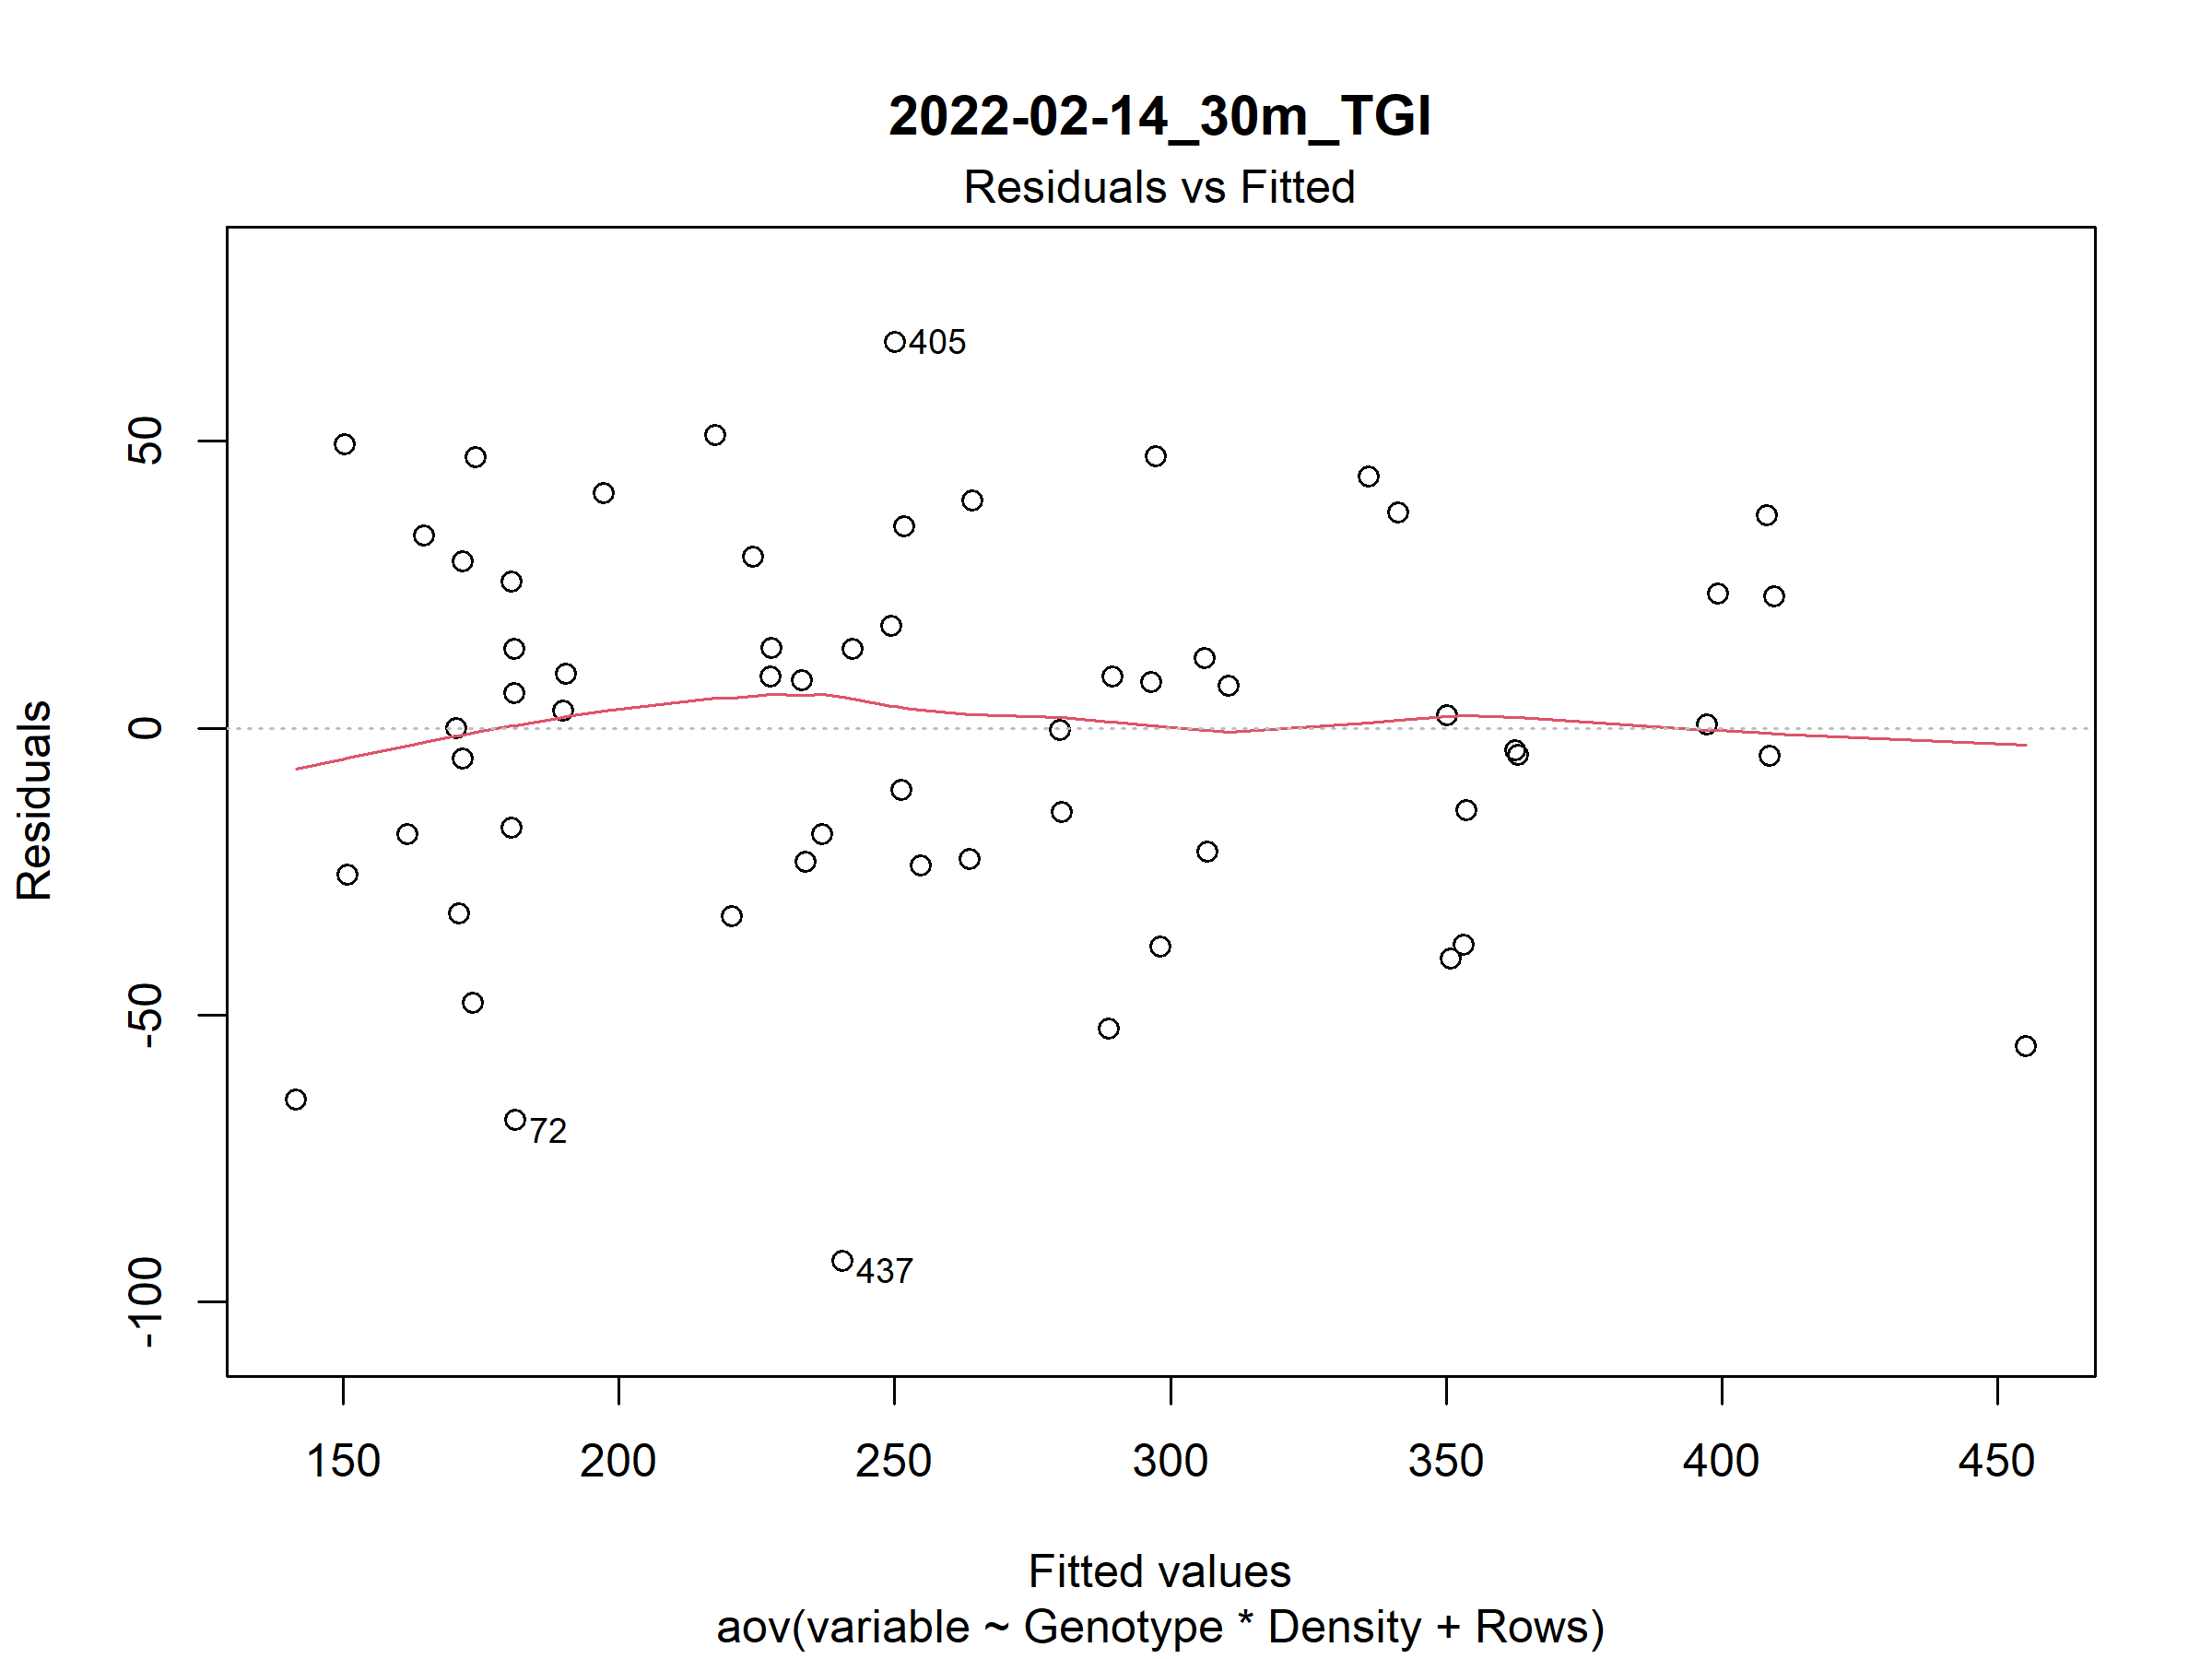 2022-02-14_30m_TGI
Residuals vs Fitted
Residuals
50
0
-50
-100
405
72
437
150 200 250 300 350 400 450
Fitted values
aov(variable ~ Genotype * Density + Rows)